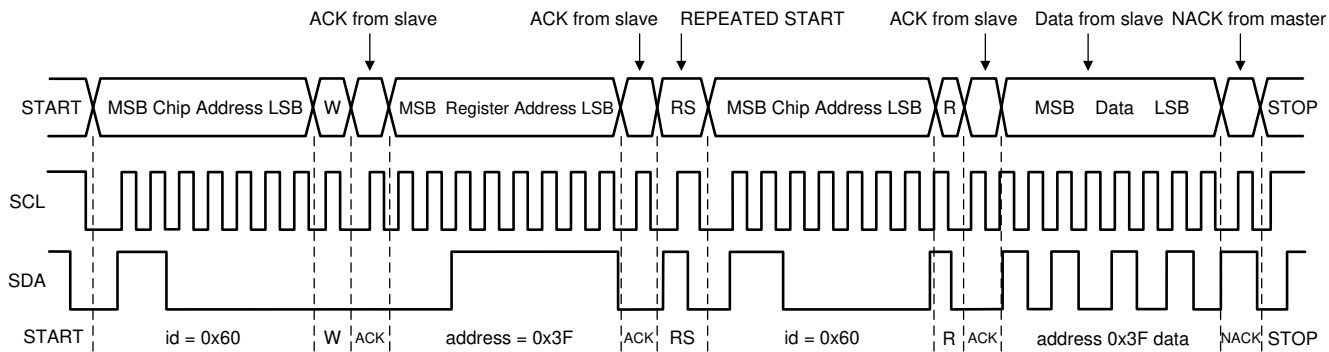 ACK from slave ACK from slave REPEATED START ACK from slave Data from slave NACK from master
START MSB Chip Address LSB W MSB Register Address LSB RS MSB Chip Address LSB R MSB Data LSB STOP
SCL
SDA
START id = 0x60 W ACK address = 0x3F ACK RS id = 0x60 R ACK address 0x3F data NACK STOP